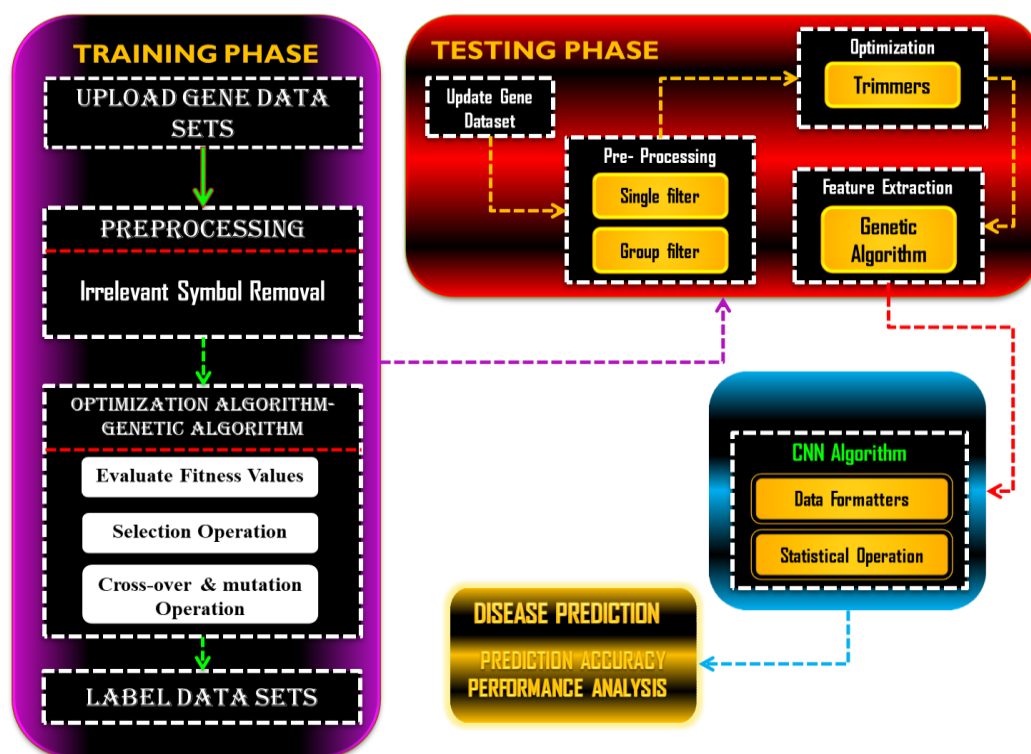 TRAINING PHASE
UPLOAD GENE DATA
SETS
PREPROCESSING
Irrelevant Symbol Removal
OPTIMIZATION ALGORITHM-
GENETIC ALGORITHM
Evaluate Fitness Values
Selection Operation
Cross-over & mutation
Operation
LABEL DATA SETS
TESTING PHASE
Update Gene
Dataset
Pre- Processing
Single filter
Group filter
Optimization
Trimmers
Feature Extraction
Genetic
Algorithm
CNN Algorithm
Data Formatters
Statistical Operation
DISEASE PREDICTION
PREDICTION ACCURACY
PERFORMANCE ANALYSIS